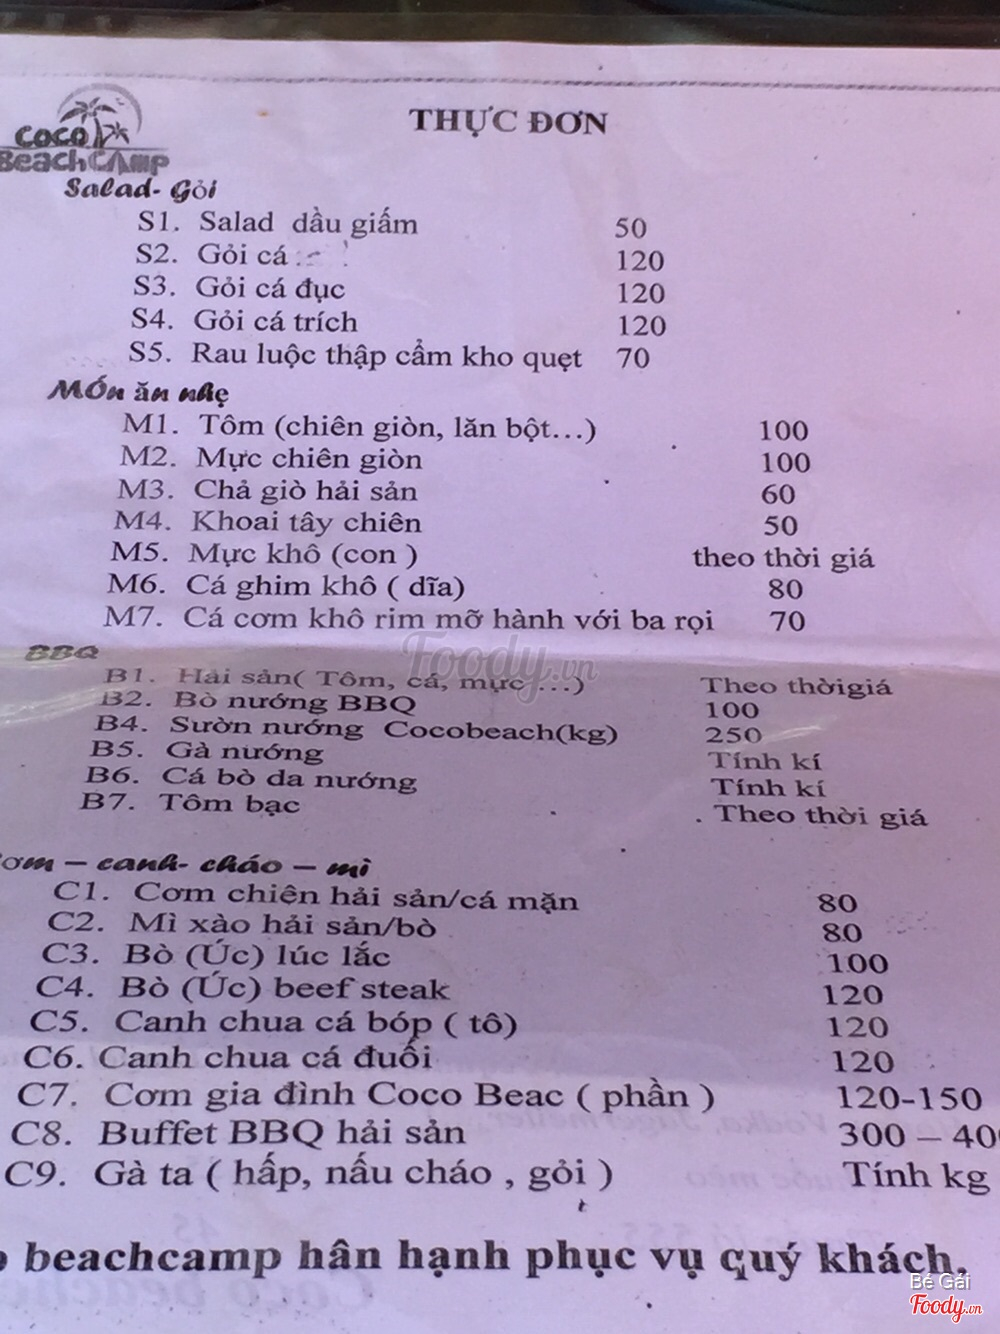 COCO
BeachCAmp
THỰC ĐƠN
Salad- Gỏi
S1. Salad dầu giấm 50
S2. Gỏi cá 120
S3. Gỏi cá đục 120
S4. Gỏi cá trích 120
S5. Rau luộc thập cẩm kho quẹt 70
Món ăn nhẹ
M1. Tôm (chiên giòn, lăn bột...) 100
M2. Mực chiên giòn 100
M3. Chả giò hải sản 60
M4. Khoai tây chiên 50
M5. Mực khô (con ) theo thời giá
M6. Cá ghim khô ( dĩa) 80
M7. Cá cơm khô rim mỡ hành với ba rọi 70
Foody.vn
BBQ
B1. Hải sản( Tôm, cá, mực ...) Theo thờigiá
B2. Bò nướng BBQ 100
B4. Sườn nướng Cocobeach(kg) 250
B5. Gà nướng Tính kí
B6. Cá bò da nướng Tính kí
B7. Tôm bạc Theo thời giá
ơm – canh- cháo – mì
C1. Cơm chiên hải sản/cá mặn 80
C2. Mì xào hải sản/bò 80
C3. Bò (Úc) lúc lắc 100
C4. Bò (Úc) beef steak 120
C5. Canh chua cá bóp ( tô) 120
C6. Canh chua cá đuối 120
C7. Cơm gia đình Coco Beac ( phần ) 120-150
C8. Buffet BBQ hải sản 300 – 400
C9. Gà ta ( hấp, nấu cháo , gỏi ) Tính kg
o beachcamp hân hạnh phục vụ quý khách.
Bé Gái
Foody.vn